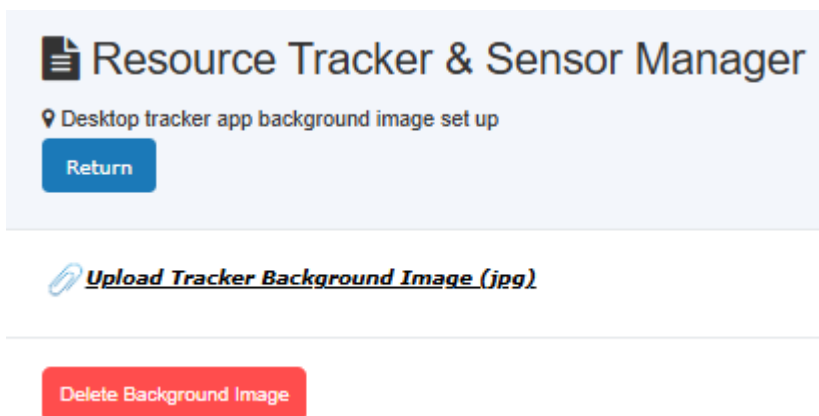 Resource Tracker & Sensor Manager
Desktop tracker app background image set up
Return
Upload Tracker Background Image (jpg)
Delete Background Image